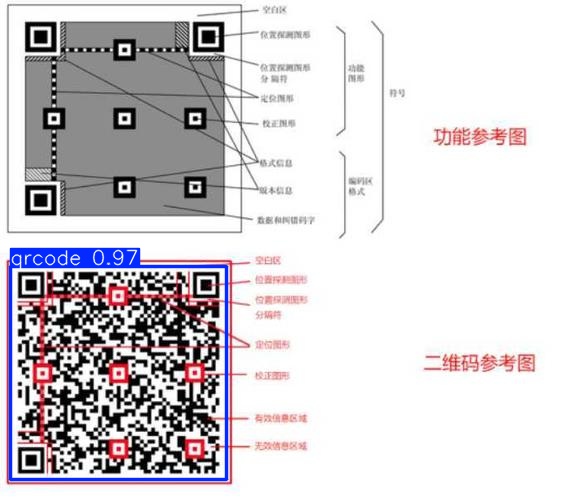 空白区
位置探测图形
位置探测图形
分 隔符
定位图形
校正图形
格式信息
版本信息
数据和纠错码字
功能
图形
符号
编码区
格式
功能参考图
qrcode 0.97
空白区
位置探测图形
位置探测图形
分隔符
定位图形
校正图形
有效信息区域
无效信息区域
二维码参考图